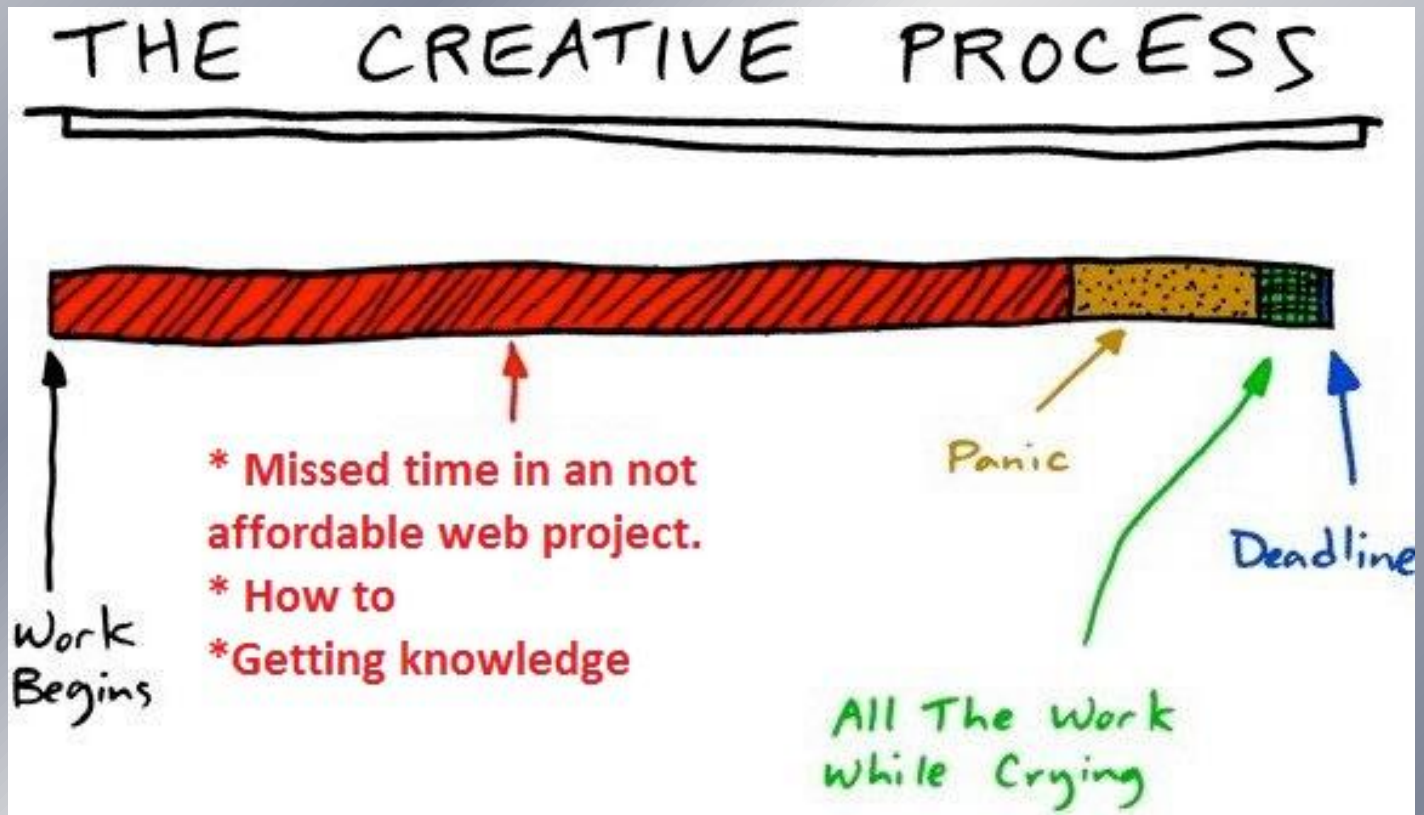 THE CREATIVE PROCESS
* Missed time in an not
affordable web project.
* How to
*Getting knowledge
Panic
Deadline
Work
Begins
All The Work
While Crying